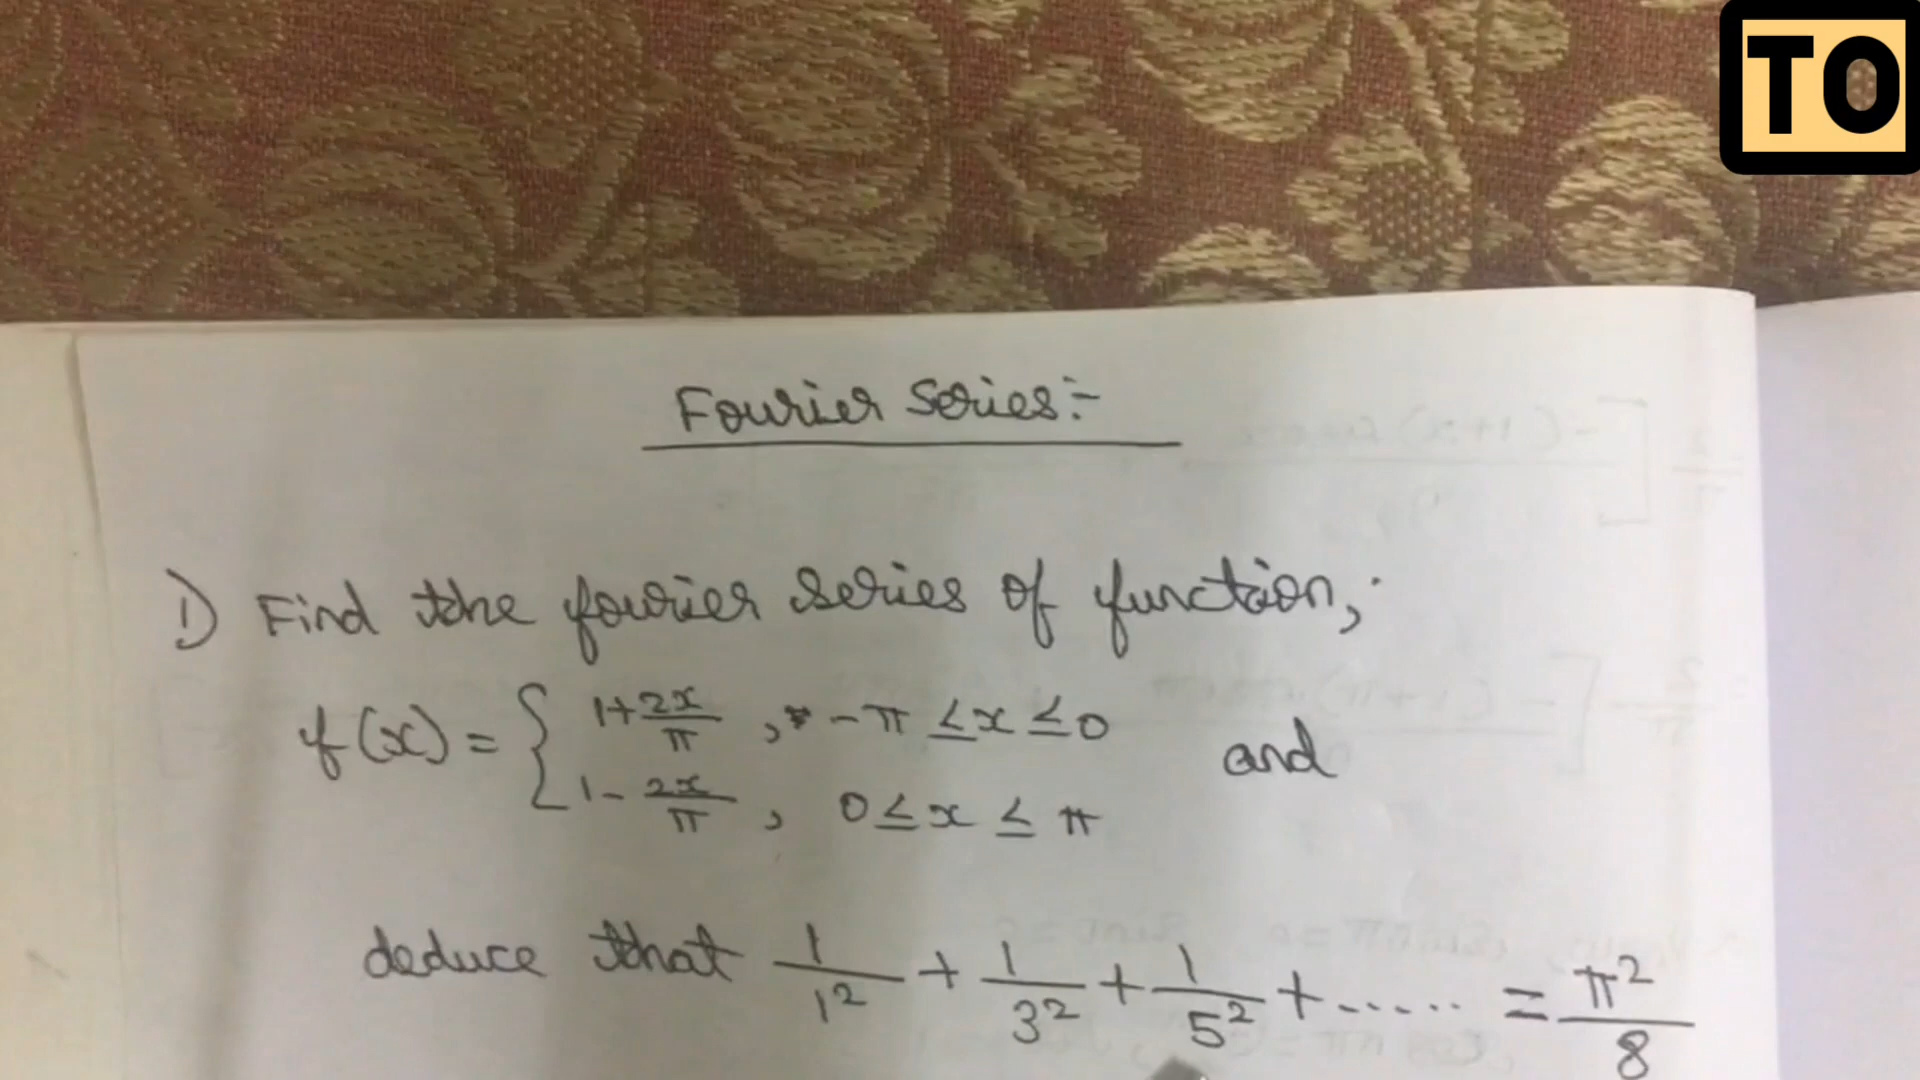 TO
Fourier Series:-
1) Find the fourier series of function;
f(x) = { 1+2x/π , -π ≤ x ≤ 0
1- 2x/π , 0 ≤ x ≤ π and
deduce that 1/1² + 1/3² + 1/5² + ...... = π²/8